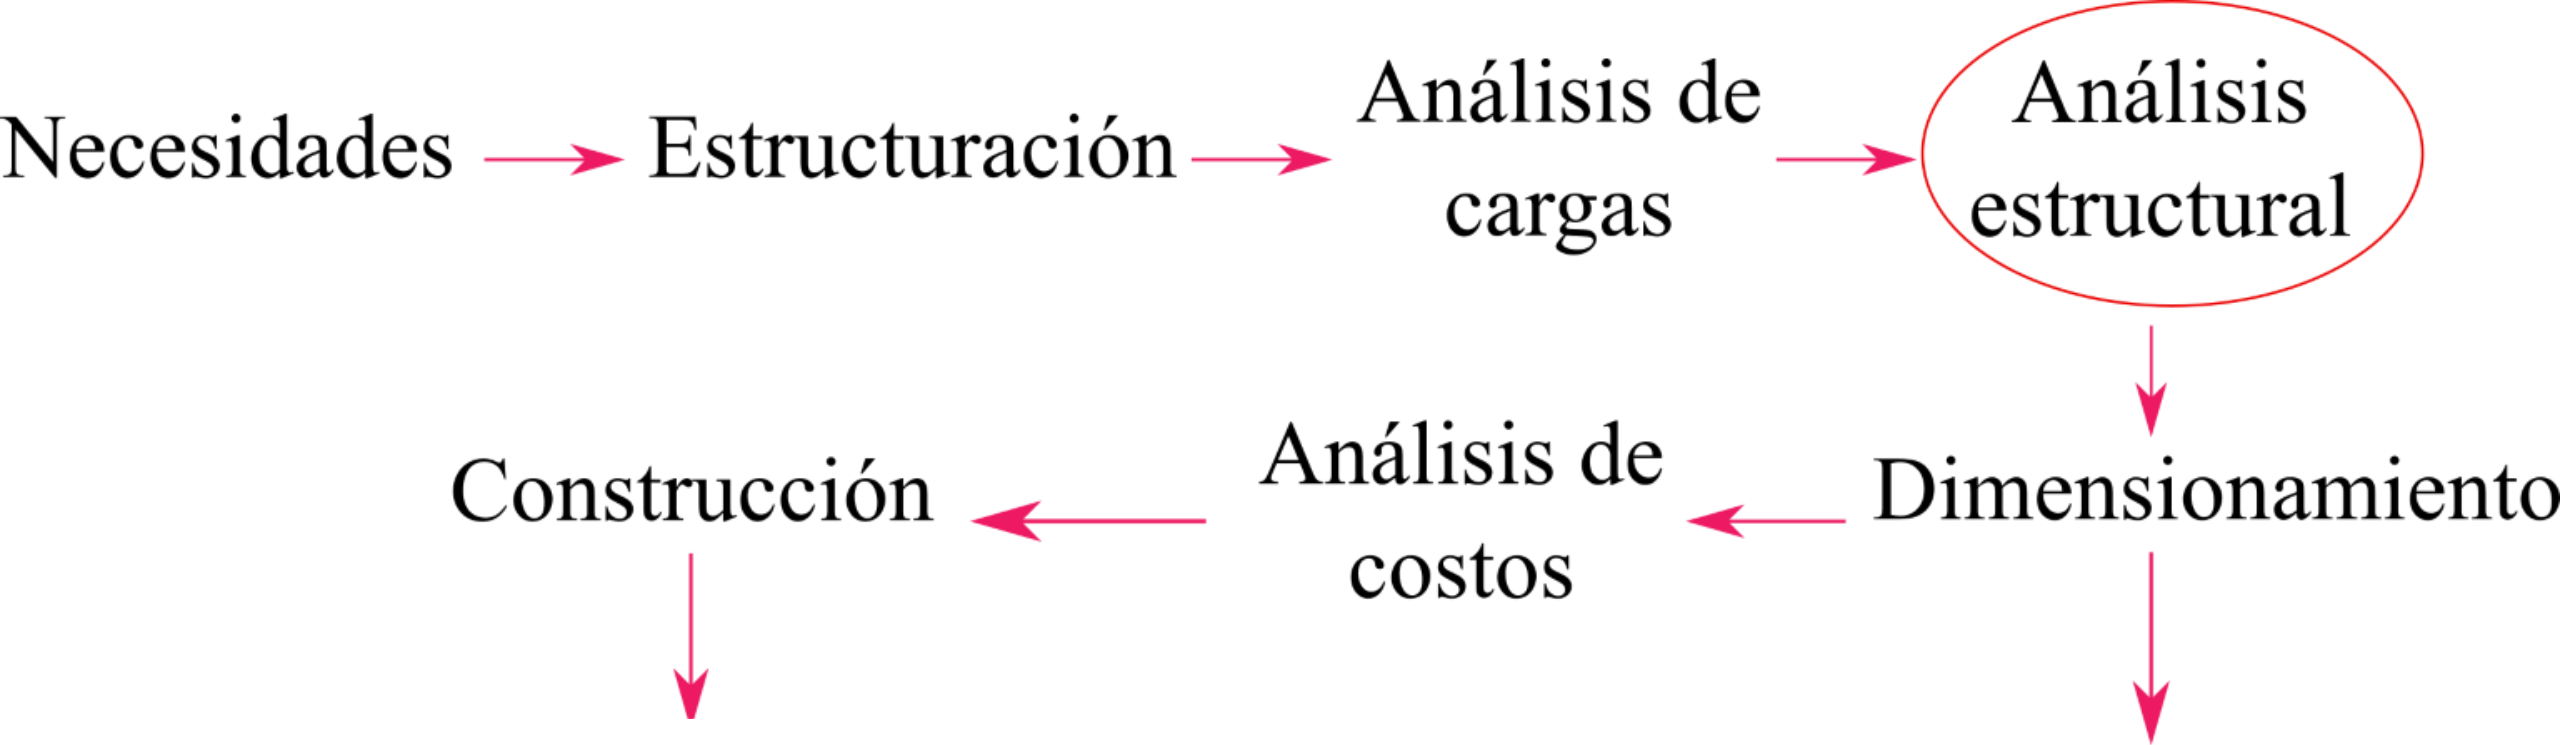 Necesidades
Estructuración
Análisis de
cargas
Análisis
estructural
Dimensionamiento
Análisis de
costos
Construcción